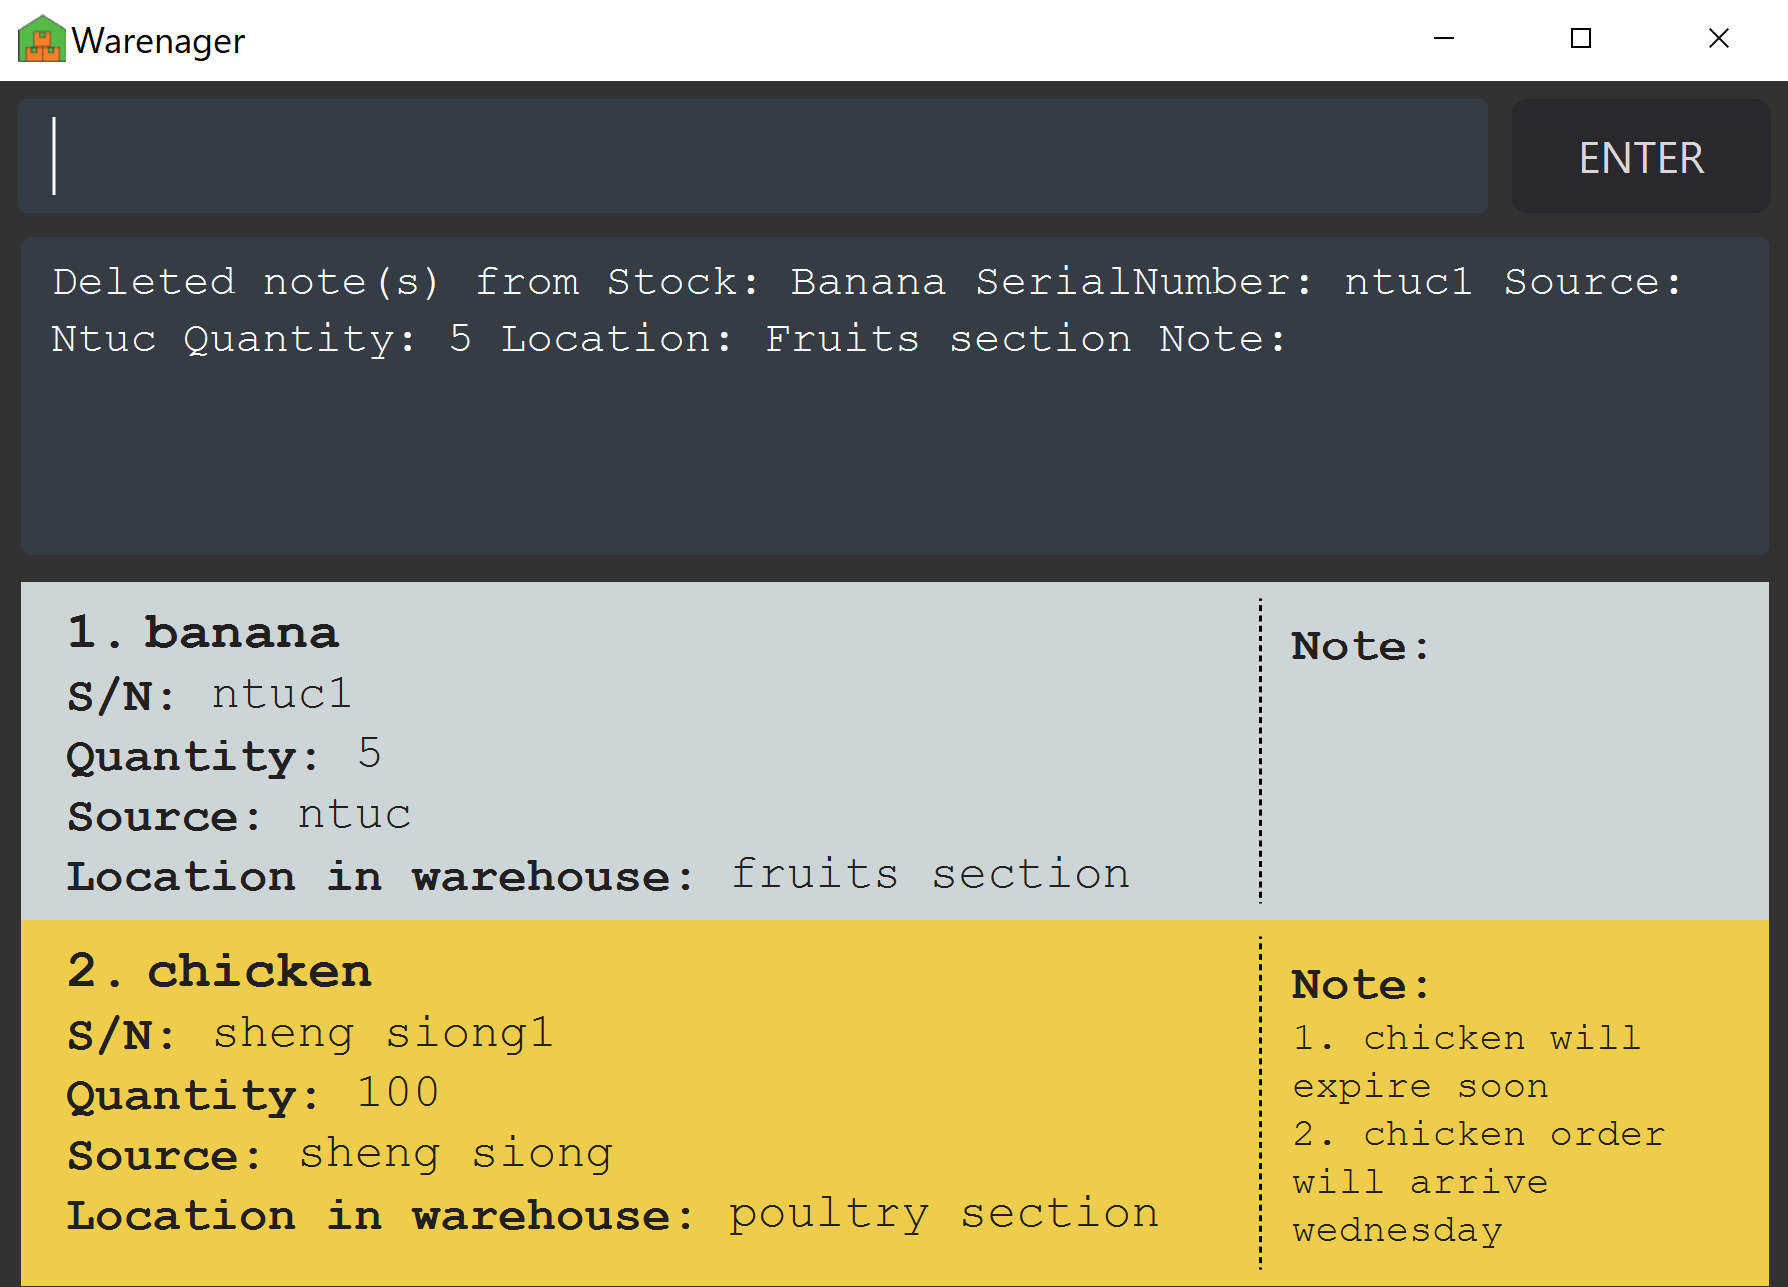 Warenager
ENTER
Deleted note(s) from Stock: Banana SerialNumber: ntuc1 Source:
Ntuc Quantity: 5 Location: Fruits section Note:
1. banana
S/N: ntuc1
Quantity: 5
Source: ntuc
Location in warehouse: fruits section
Note:
2. chicken
S/N: sheng siong1
Quantity: 100
Source: sheng siong
Location in warehouse: poultry section
Note:
1. chicken will
expire soon
2. chicken order
will arrive
wednesday